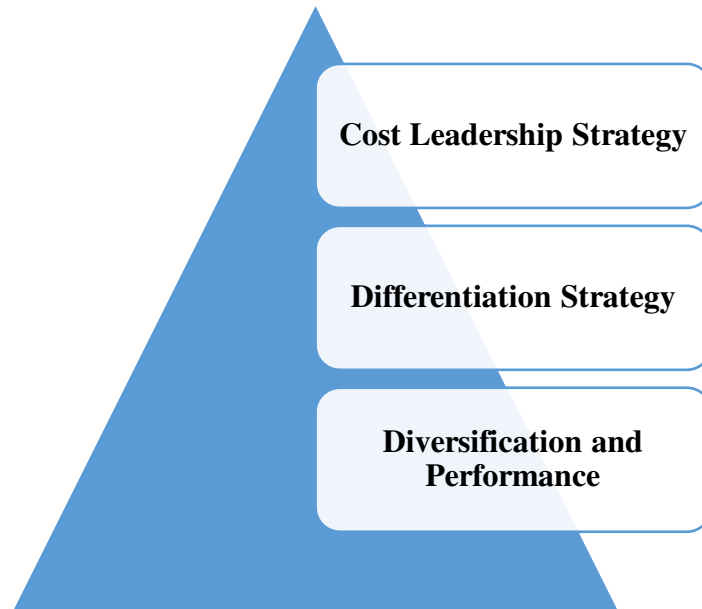 Cost Leadership Strategy
Differentiation Strategy
Diversification and
Performance